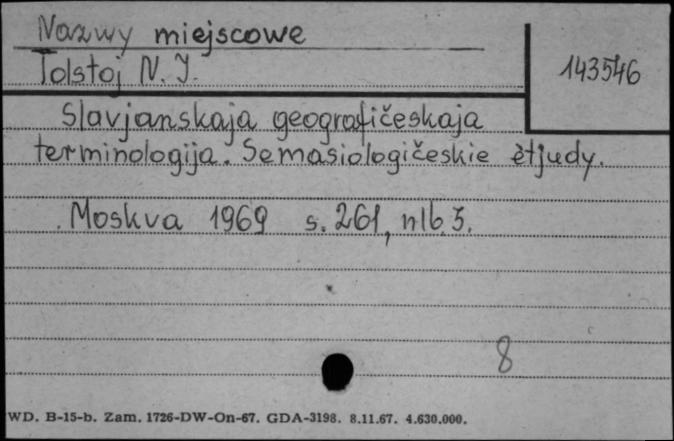 Nazwy miejscowe
Tolstoj N. I.
143546
Slavjanskaja geografičeskaja
terminologija. Semasiologičeskie ètjudy.
Moskva 1969 s. 261, nlb. 5.
8
WD. B-15-b. Zam. 1726-DW-On-67. GDA-3198. 8.11.67. 4.630.000.